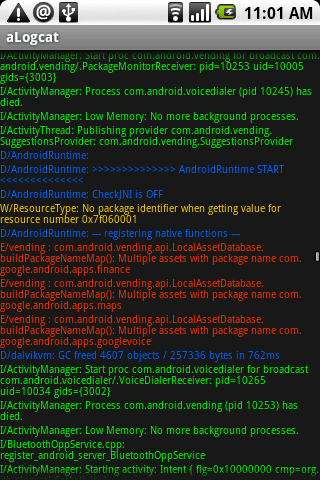 11:01 AM
aLogcat
I/ActivityManager: Start proc com.android.vending for broadcast com.
android.vending/.PackageMonitorReceiver: pid=10253 uid=10005
gids={3003}
I/ActivityManager: Process com.android.voicedialer (pid 10245) has
died.
I/ActivityManager: Low Memory: No more background processes.
I/ActivityThread: Publishing provider com.android.vending.
SuggestionsProvider: com.android.vending.SuggestionsProvider
D/AndroidRuntime:
D/AndroidRuntime: >>>>>>>>>>>>>> AndroidRuntime START
<<<<<<<<<<<<<<
D/AndroidRuntime: CheckJNI is OFF
W/ResourceType: No package identifier when getting value for
resource number 0x7f060001
D/AndroidRuntime: --- registering native functions ---
E/vending : com.android.vending.api.LocalAssetDatabase.
buildPackageNameMap(): Multiple assets with package name com.
google.android.apps.finance
E/vending : com.android.vending.api.LocalAssetDatabase.
buildPackageNameMap(): Multiple assets with package name com.
google.android.apps.maps
E/vending : com.android.vending.api.LocalAssetDatabase.
buildPackageNameMap(): Multiple assets with package name com.
google.android.apps.googlevoice
D/dalvikvm: GC freed 4607 objects / 257336 bytes in 762ms
I/ActivityManager: Start proc com.android.voicedialer for broadcast
com.android.voicedialer/.VoiceDialerReceiver: pid=10265
uid=10034 gids={3002}
I/ActivityManager: Process com.android.vending (pid 10253) has
died.
I/ActivityManager: Low Memory: No more background processes.
I/BluetoothOppService.cpp:
register_android_server_BluetoothOppService
I/ActivityManager: Starting activity: Intent { flg=0x10000000 cmp=org.